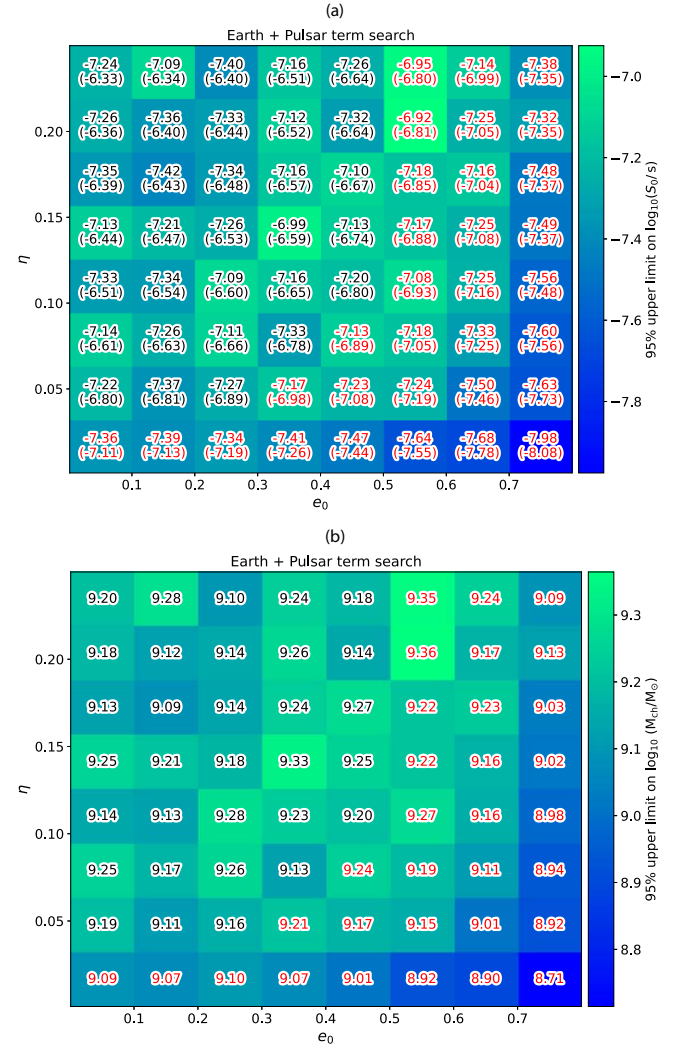 (a)
Earth + Pulsar term search
-7.24 -7.09 -7.40 -7.16 -7.26 -6.95 -7.14 -7.38
(-6.33) (-6.34) (-6.40) (-6.51) (-6.64) (-6.80) (-6.99) (-7.35)
-7.26 -7.36 -7.33 -7.12 -7.32 -6.92 -7.25 -7.32
(-6.36) (-6.40) (-6.44) (-6.52) (-6.64) (-6.81) (-7.05) (-7.35)
0.20
-7.35 -7.42 -7.34 -7.16 -7.10 -7.18 -7.16 -7.48
(-6.39) (-6.43) (-6.48) (-6.57) (-6.67) (-6.85) (-7.04) (-7.37)
0.15
-7.13 -7.21 -7.26 -6.99 -7.13 -7.17 -7.25 -7.49
(-6.44) (-6.47) (-6.53) (-6.59) (-6.74) (-6.88) (-7.08) (-7.37)
-7.33 -7.34 -7.09 -7.16 -7.20 -7.08 -7.25 -7.56
(-6.51) (-6.54) (-6.60) (-6.65) (-6.80) (-6.93) (-7.16) (-7.48)
0.10
-7.14 -7.26 -7.11 -7.33 -7.13 -7.18 -7.33 -7.60
(-6.61) (-6.63) (-6.66) (-6.78) (-6.89) (-7.05) (-7.25) (-7.56)
0.05
-7.22 -7.37 -7.27 -7.17 -7.23 -7.24 -7.50 -7.63
(-6.80) (-6.81) (-6.89) (-6.98) (-7.08) (-7.19) (-7.46) (-7.73)
-7.36 -7.39 -7.34 -7.41 -7.47 -7.64 -7.68 -7.98
(-7.11) (-7.13) (-7.19) (-7.26) (-7.44) (-7.55) (-7.78) (-8.08)
η
0.1 0.2 0.3 0.4 0.5 0.6 0.7
e₀
−7.0
−7.2
−7.4
−7.6
−7.8
95% upper limit on log₁₀(S₀/s)
(b)
Earth + Pulsar term search
9.20 9.28 9.10 9.24 9.18 9.35 9.24 9.09
9.18 9.12 9.14 9.26 9.14 9.36 9.17 9.13
0.20
9.13 9.09 9.14 9.24 9.27 9.22 9.23 9.03
0.15
9.25 9.21 9.18 9.33 9.25 9.22 9.16 9.02
9.14 9.13 9.28 9.23 9.20 9.27 9.16 8.98
0.10
9.25 9.17 9.26 9.13 9.24 9.19 9.11 8.94
0.05
9.19 9.11 9.16 9.21 9.17 9.15 9.01 8.92
9.09 9.07 9.10 9.07 9.01 8.92 8.90 8.71
η
0.1 0.2 0.3 0.4 0.5 0.6 0.7
e₀
9.3
9.2
9.1
9.0
8.9
8.8
95% upper limit on log₁₀ (M_ch/M_⊙)